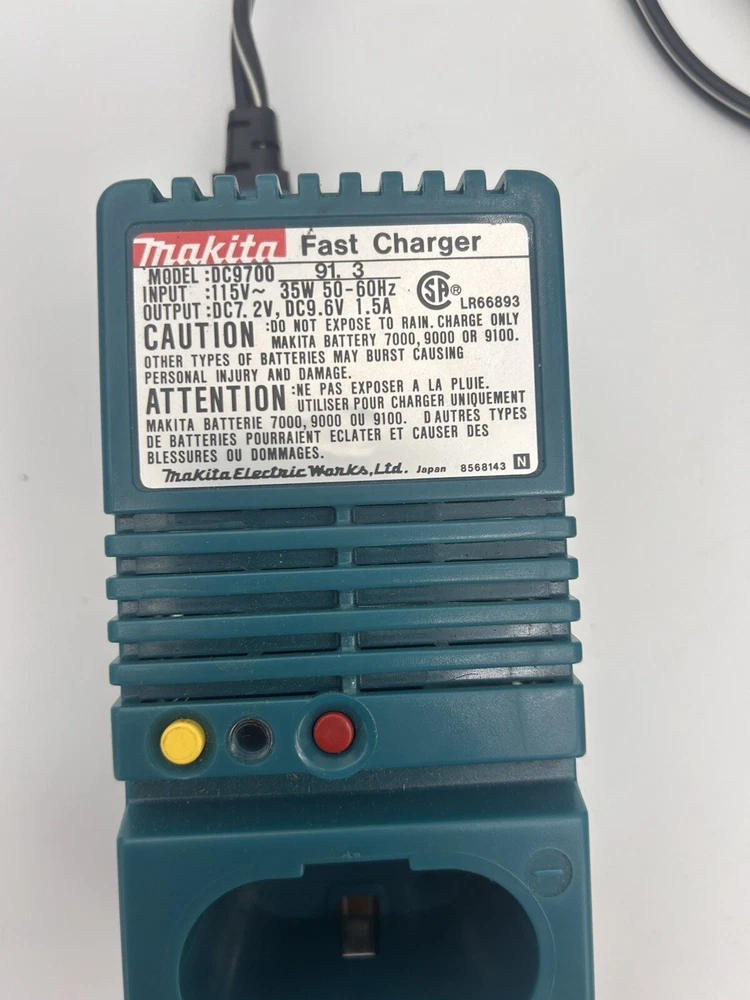 makita Fast Charger
MODEL :DC9700 91. 3
INPUT :115V~ 35W 50-60Hz
OUTPUT :DC7. 2V, DC9.6V 1.5A
SA® LR66893
CAUTION :DO NOT EXPOSE TO RAIN. CHARGE ONLY
MAKITA BATTERY 7000, 9000 OR 9100.
OTHER TYPES OF BATTERIES MAY BURST CAUSING
PERSONAL INJURY AND DAMAGE.
ATTENTION :NE PAS EXPOSER A LA PLUIE.
UTILISER POUR CHARGER UNIQUEMENT
MAKITA BATTERIE 7000, 9000 OU 9100. D AUTRES TYPES
DE BATTERIES POURRAIENT ECLATER ET CAUSER DES
BLESSURES OU DOMMAGES.
Makita Electric Works, Ltd. Japan 8568143 N